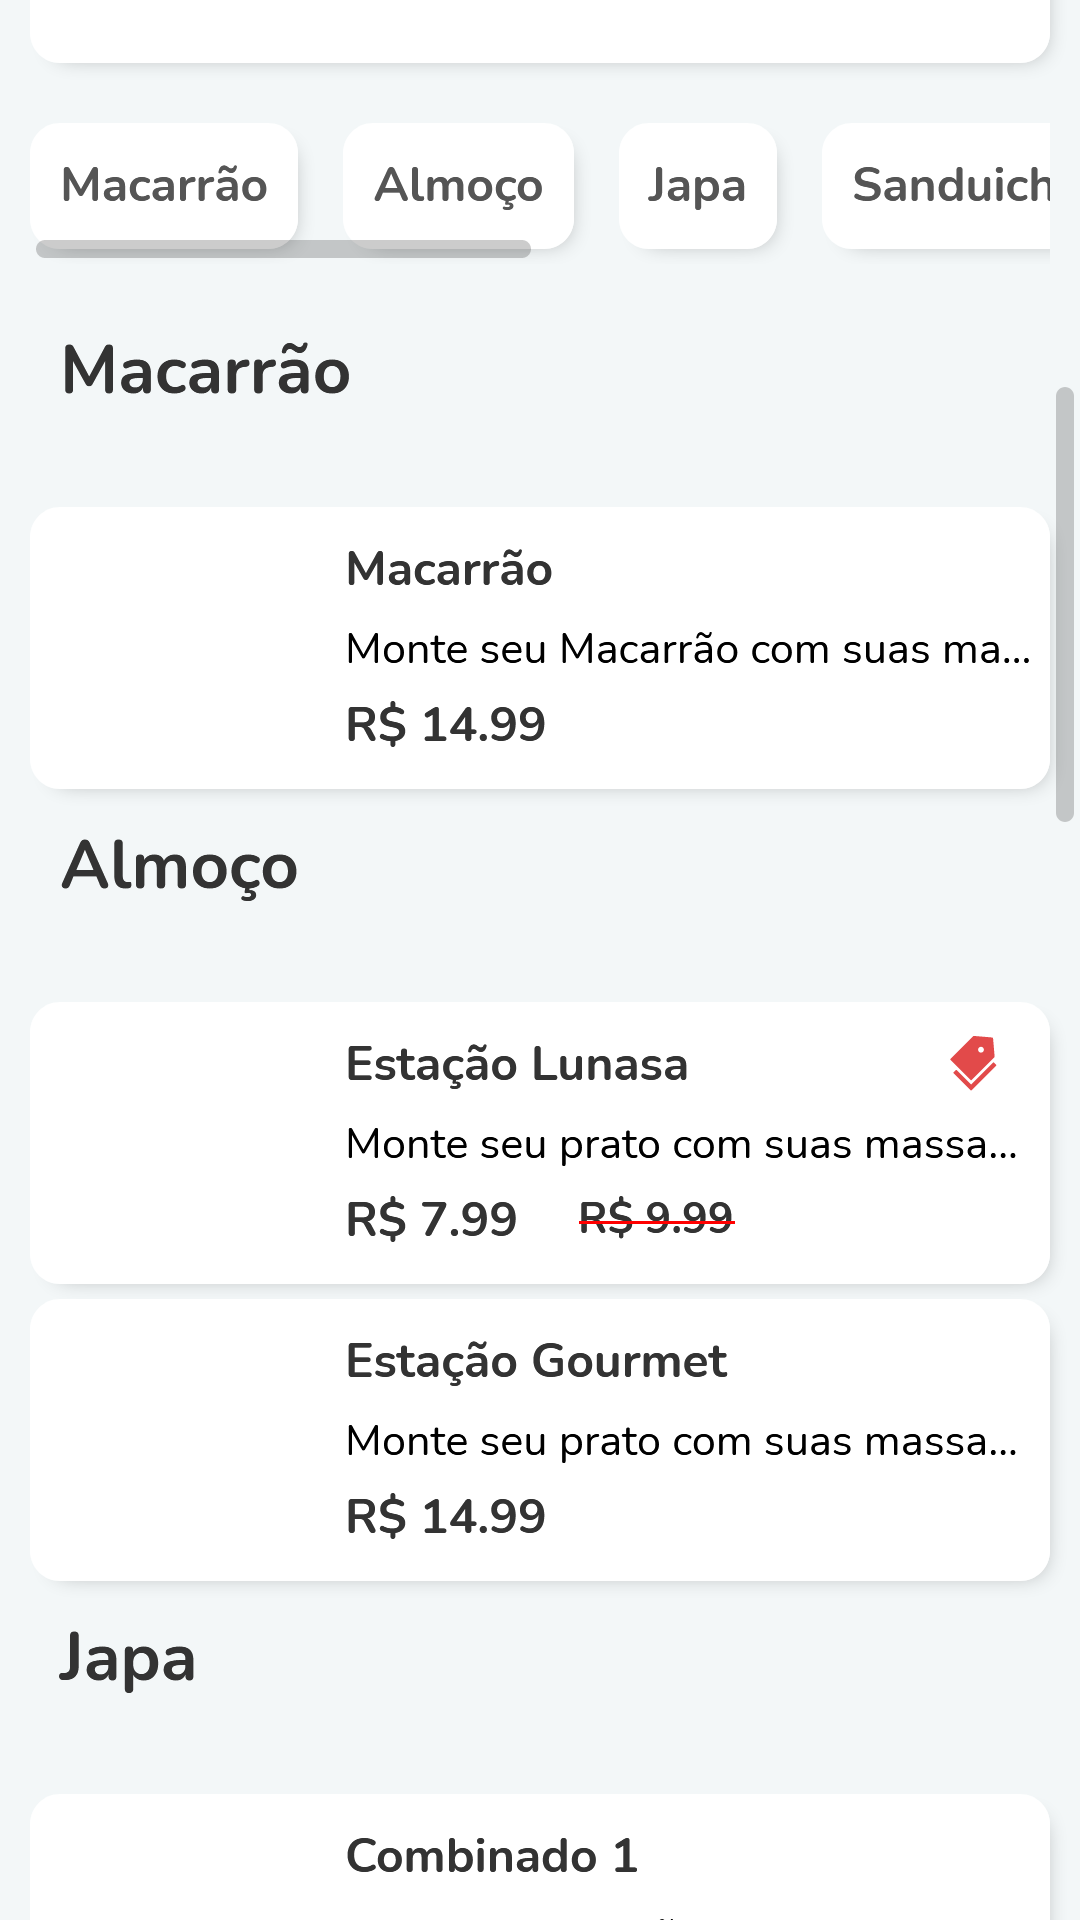 Macarrão Almoço Japa Sanduich
Macarrão
Macarrão
Monte seu Macarrão com suas ma...
R$ 14.99
Almoço
Estação Lunasa
Monte seu prato com suas massa...
R$ 7.99 R$ 9.99
Estação Gourmet
Monte seu prato com suas massa...
R$ 14.99
Japa
Combinado 1